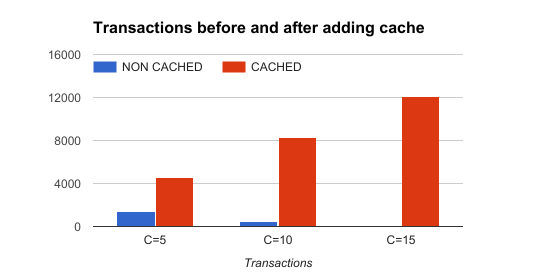 Transactions before and after adding cache
16000
NON CACHED CACHED
12000
8000
4000
0
C=5 C=10 C=15
Transactions